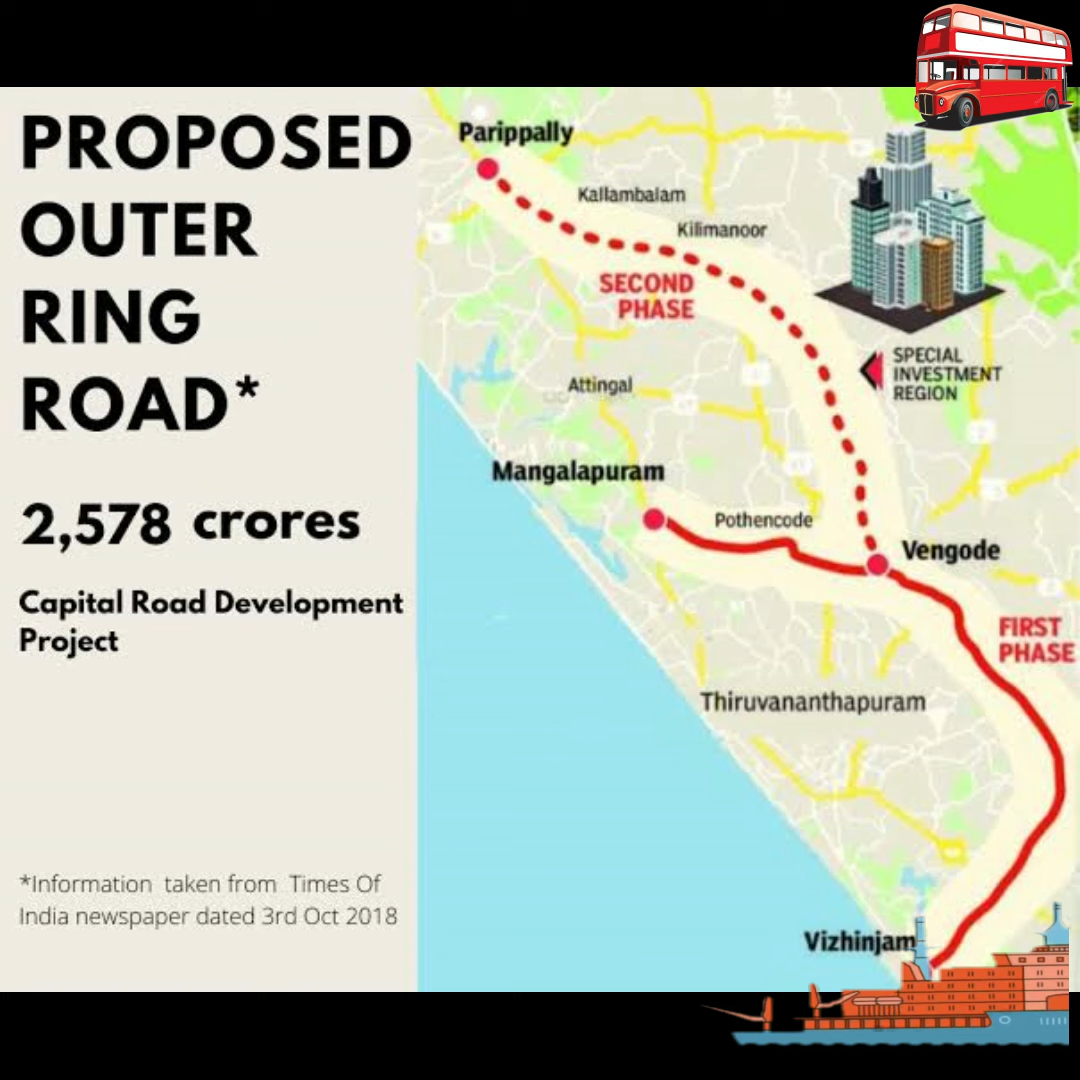 PROPOSED
OUTER
RING
ROAD*
2,578 crores
Capital Road Development
Project
*Information taken from Times Of
India newspaper dated 3rd Oct 2018
Parippally
Kallambalam
Kilimanoor
SECOND
PHASE
SPECIAL
INVESTMENT
REGION
Attingal
Mangalapuram
Pothencode
Vengode
FIRST
PHASE
Thiruvananthapuram
Vizhinjam